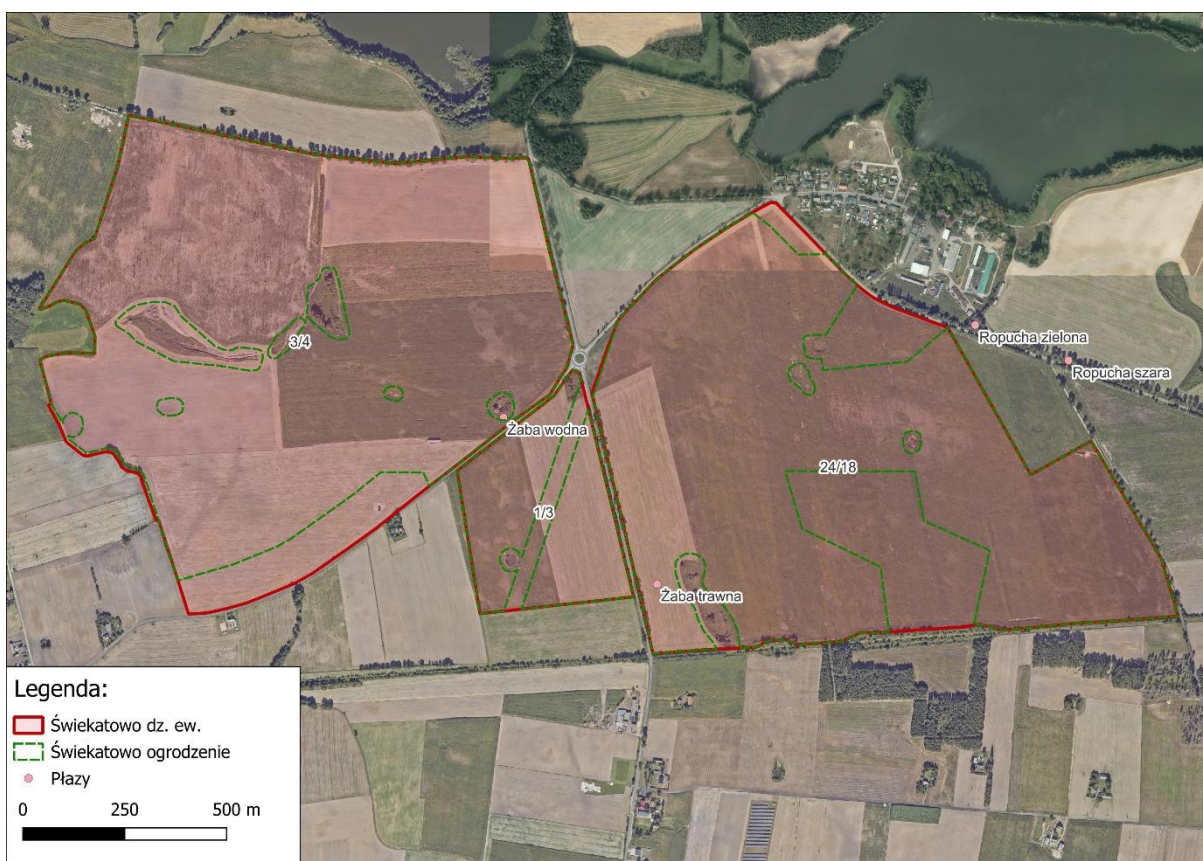 Ropucha zielona
3/4
Ropucha szara
Żaba wodna
24/18
1/3
Żaba trawna
Legenda:
Świekatowo dz. ew.
Świekatowo ogrodzenie
Płazy
0 250 500 m